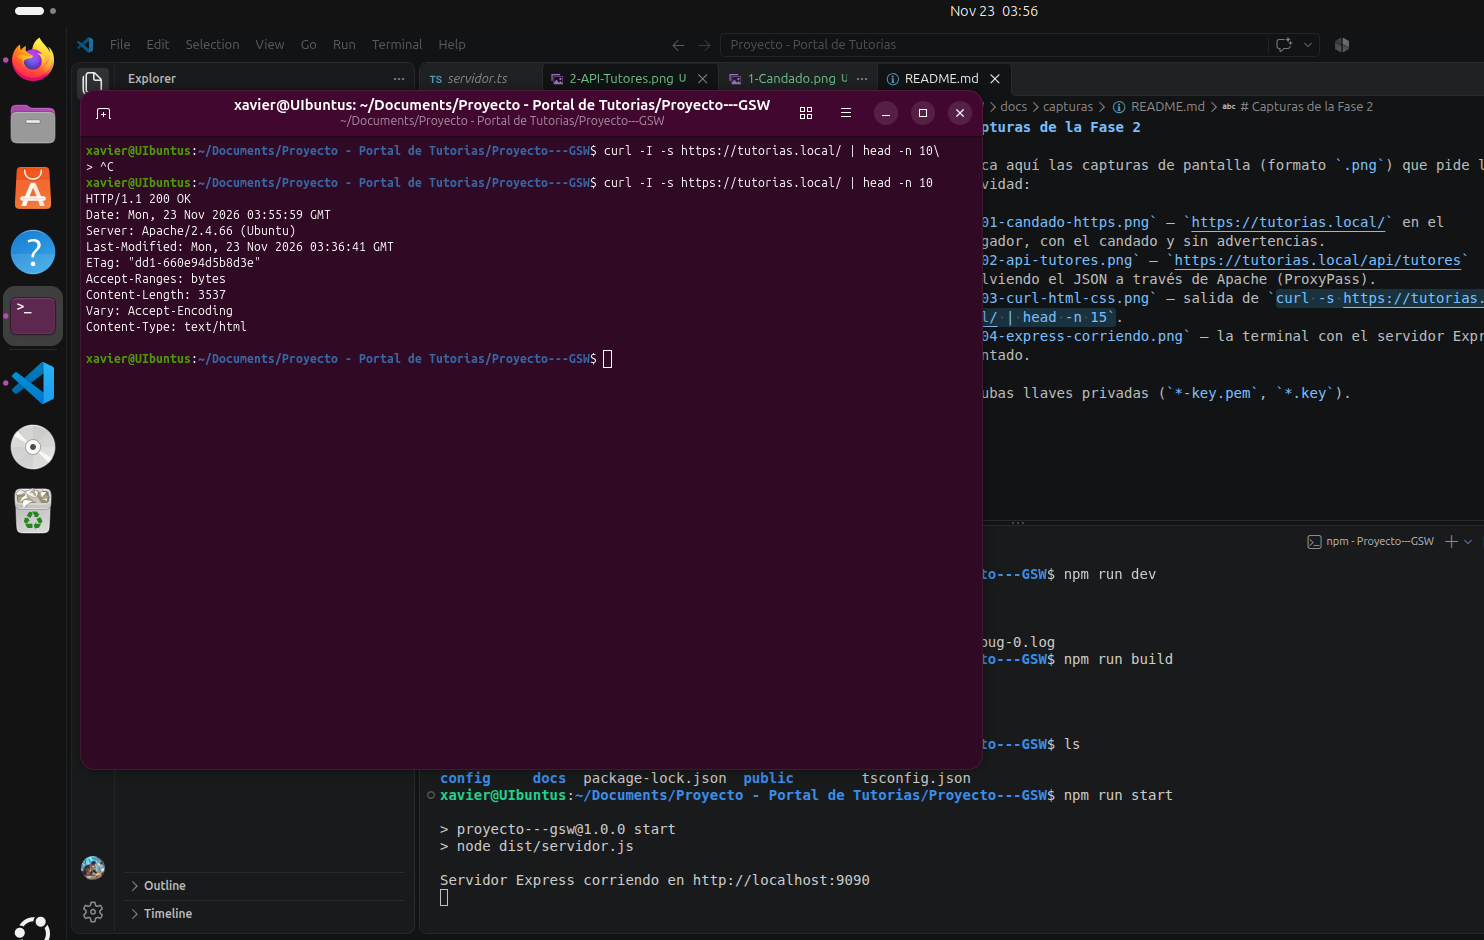 Nov 23 03:56
File Edit Selection View Go Run Terminal Help
Proyecto - Portal de Tutorias
Explorer
TS servidor.ts
2-API-Tutores.png U
1-Candado.png U
README.md
docs > capturas > README.md > abc # Capturas de la Fase 2
xavier@UIbuntus: ~/Documents/Proyecto - Portal de Tutorias/Proyecto---GSW
~/Documents/Proyecto - Portal de Tutorias/Proyecto---GSW
xavier@UIbuntus:~/Documents/Proyecto - Portal de Tutorias/Proyecto---GSW$ curl -I -s https://tutorias.local/ | head -n 10\
> ^C
xavier@UIbuntus:~/Documents/Proyecto - Portal de Tutorias/Proyecto---GSW$ curl -I -s https://tutorias.local/ | head -n 10
HTTP/1.1 200 OK
Date: Mon, 23 Nov 2026 03:55:59 GMT
Server: Apache/2.4.66 (Ubuntu)
Last-Modified: Mon, 23 Nov 2026 03:36:41 GMT
ETag: "dd1-660e94d5b8d3e"
Accept-Ranges: bytes
Content-Length: 3537
Vary: Accept-Encoding
Content-Type: text/html
xavier@UIbuntus:~/Documents/Proyecto - Portal de Tutorias/Proyecto---GSW$
pturas de la Fase 2
ca aquí las capturas de pantalla (formato `.png`) que pide l
vidad:
01-candado-https.png` — `https://tutorias.local/` en el
gador, con el candado y sin advertencias.
02-api-tutores.png` — `https://tutorias.local/api/tutores`
lviendo el JSON a través de Apache (ProxyPass).
03-curl-html-css.png` — salida de `curl -s https://tutorias.
l/ | head -n 15`.
04-express-corriendo.png` — la terminal con el servidor Expr
ntado.
ubas llaves privadas (`*-key.pem`, `*.key`).
npm - Proyecto---GSW
to---GSW$ npm run dev
bug-0.log
to---GSW$ npm run build
to---GSW$ ls
config docs package-lock.json public tsconfig.json
xavier@UIbuntus:~/Documents/Proyecto - Portal de Tutorias/Proyecto---GSW$ npm run start
> proyecto---gsw@1.0.0 start
> node dist/servidor.js
Servidor Express corriendo en http://localhost:9090
Outline
Timeline